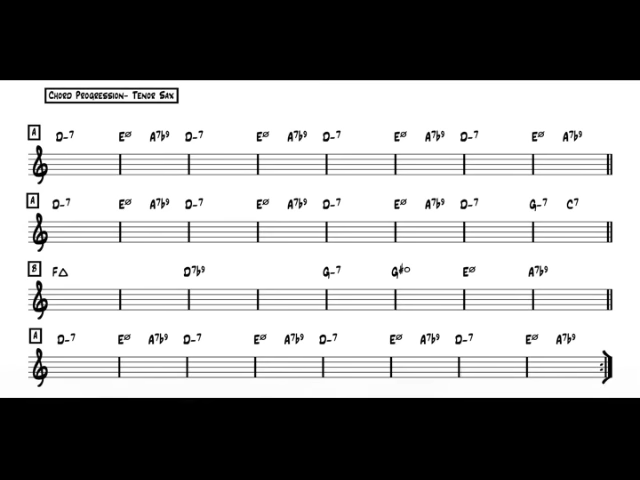 Chord Progression- Tenor Sax
A D-7 Eø A7b9 D-7 Eø A7b9 D-7 Eø A7b9 D-7 Eø A7b9
A D-7 Eø A7b9 D-7 Eø A7b9 D-7 Eø A7b9 D-7 G-7 C7
B F△ D7b9 G-7 G#o Eø A7b9
A D-7 Eø A7b9 D-7 Eø A7b9 D-7 Eø A7b9 D-7 Eø A7b9